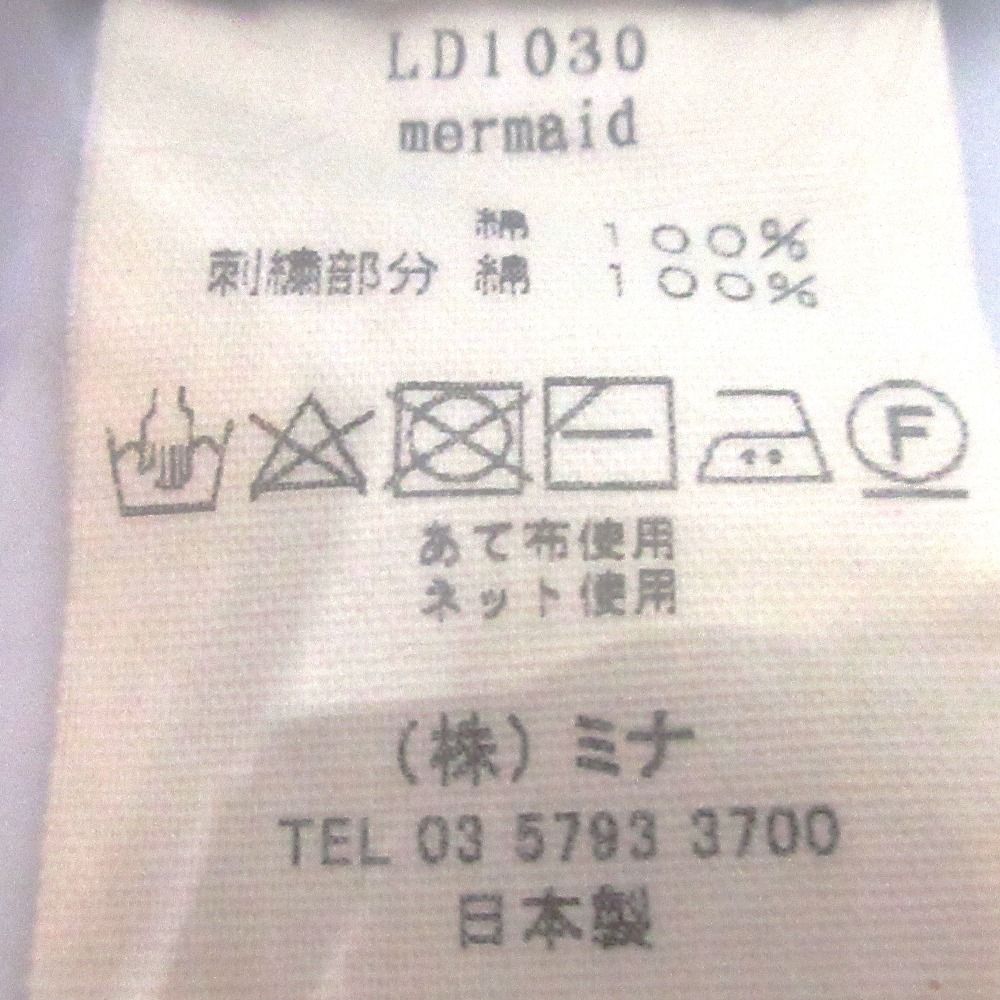 LD1030
mermaid
綿 100%
刺繍部分 綿 100%
F
あて布使用
ネット使用
(株)ミナ
TEL 03 5793 3700
日本製